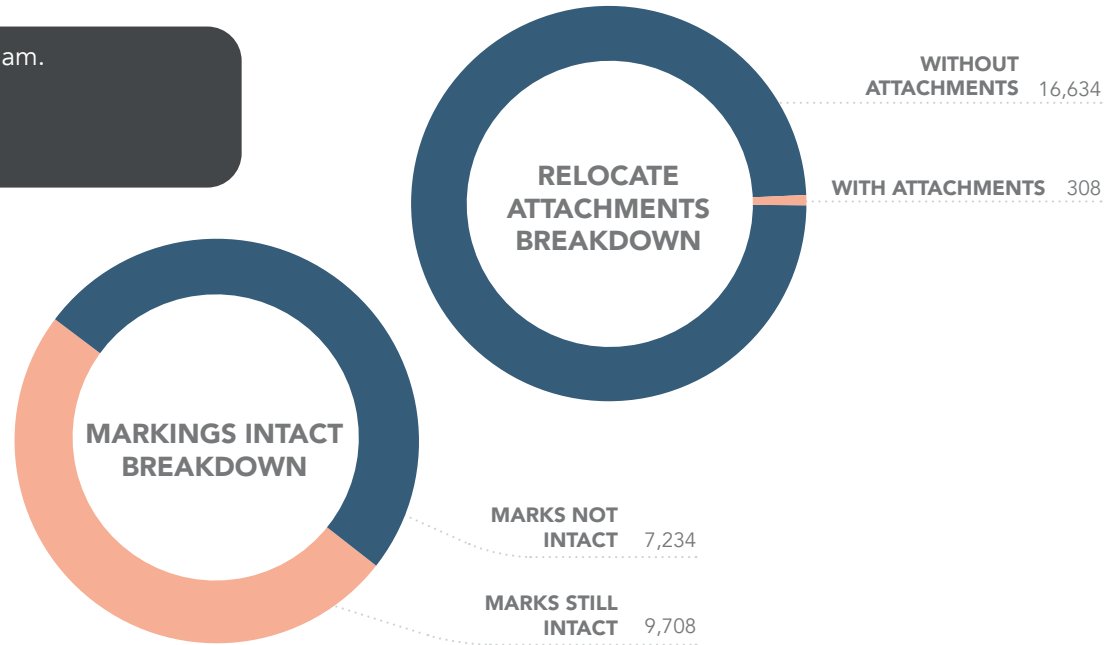 am.
WITHOUT
ATTACHMENTS 16,634
WITH ATTACHMENTS 308
RELOCATE
ATTACHMENTS
BREAKDOWN
MARKINGS INTACT
BREAKDOWN
MARKS NOT
INTACT 7,234
MARKS STILL
INTACT 9,708